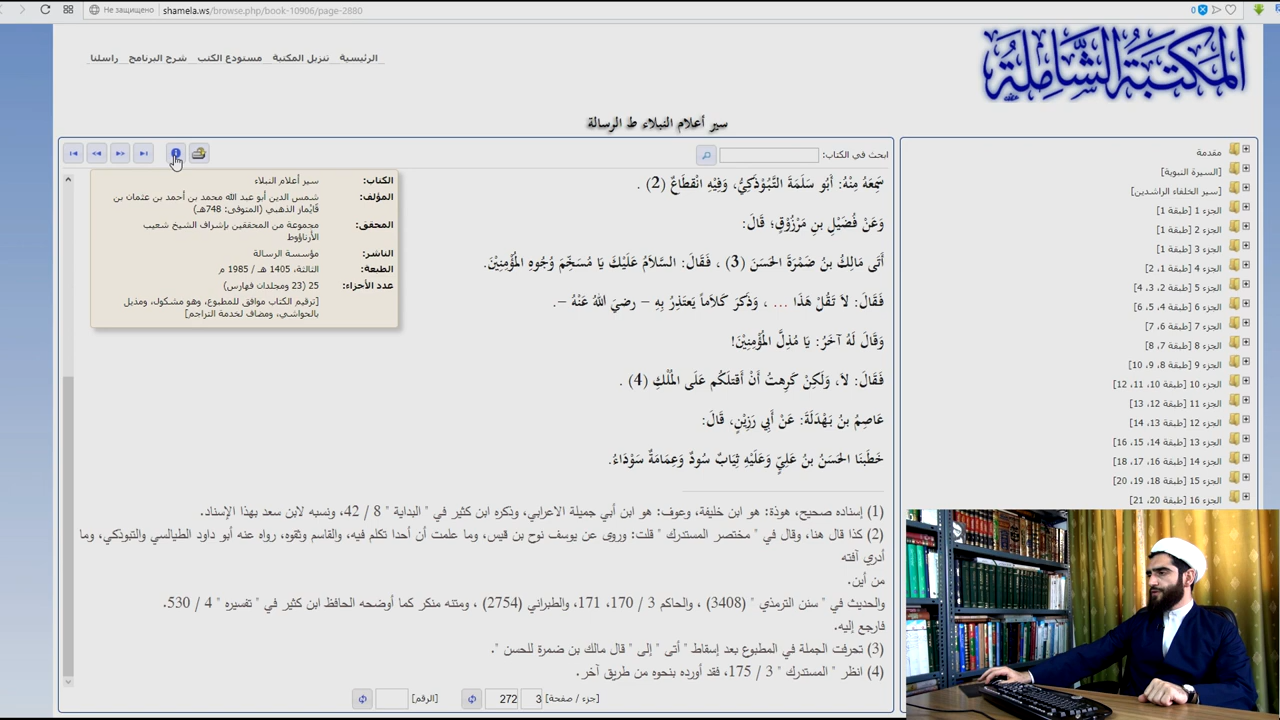 Не защищено shamela.ws/browse.php/book-10906/page-2880
0
المكتبة الشاملة
الرئيسية تنزيل المكتبة مستودع الكتب شرح البرنامج راسلنا
سير أعلام النبلاء ط الرسالة
ابحث في الكتاب:
الكتاب: سير أعلام النبلاء
المؤلف: شمس الدين أبو عبد الله محمد بن أحمد بن عثمان بن
قَايْماز الذهبي (المتوفى: 748هـ)
المحقق: مجموعة من المحققين بإشراف الشيخ شعيب
الأرناؤوط
الناشر: مؤسسة الرسالة
الطبعة: الثالثة، 1405 هـ / 1985 م
عدد الأجزاء: 25 (23 ومجلدان فهارس)
[ترقيم الكتاب موافق للمطبوع، وهو مشكول، ومذيل
بالحواشي، ومضاف لخدمة التراجم]
سَمِعَهُ مِنْهُ: أَبُو سَلَمَةَ التَّبُوْذَكِيُّ، وَفِيْهِ انْقطَاعٌ (2) .
وَعَنْ فُضَيْلِ بنِ مَرْزُوْقٍ؛ قَالَ:
أَتَى مَالِكُ بنُ ضَمْرَةَ الحَسَنَ (3) ، فَقَالَ: السَّلاَمُ عَلَيْكَ يَا مُسَخِّمَ وُجُوهِ المُؤْمِنِيْنَ.
فَقَالَ: لاَ تَقُلْ هَذَا ... ، وَذَكَرَ كَلاَماً يَعتَذِرُ بِهِ – رضيَ اللهُ عَنْهُ –.
وَقَالَ لَهُ آخَرُ: يَا مُذِلَّ المُؤْمِنِيْنَ!
فَقَالَ: لاَ، وَلَكِنْ كَرِهتُ أَنْ أَقتلَكُم عَلَى المُلْكِ (4) .
عَاصِمُ بنُ بَهْدَلَةَ: عَنْ أَبِي رَزِيْنٍ، قَالَ:
خَطَبنَا الحَسَنُ بنُ عَلِيٍّ وَعَلَيْهِ ثِيَابٌ سُودٌ وَعِمَامَةٌ سَوْدَاءُ.
(1) إسناده صحيح، هوذة: هو ابن خليفة، وعوف: هو ابن أبي جميلة الاعرابي، وذكره ابن كثير في " البداية " 8 / 42، ونسبه لابن سعد بهذا الإسناد.
(2) كذا قال هنا، وقال في " مختصر المستدرك " قلت: وروى عن يوسف نوح بن قيس، وما علمت أن أحدا تكلم فيه، والقاسم وثقوه، رواه عنه أبو داود الطيالسي والتبوذكي، وما
أدري آفته
من أين.
والحديث في " سنن الترمذي " (3408) ، والحاكم 3 / 170، 171، والطبراني (2754) ، ومتنه منكر كما أوضحه الحافظ ابن كثير في " تفسيره " 4 / 530.
فارجع إليه.
(3) تحرفت الجملة في المطبوع بعد إسقاط " أتى " إلى " قال مالك بن ضمرة للحسن ".
(4) انظر " المستدرك " 3 / 175، فقد أورده بنحوه من طريق آخر.
[جزء / صفحة] 3 272 [الرقم]
مقدمة
[السيرة النبوية]
[سير الخلفاء الراشدين]
الجزء 1 [طبقة 1]
الجزء 2 [طبقة 1]
الجزء 3 [طبقة 1]
الجزء 4 [طبقة 1، 2]
الجزء 5 [طبقة 2، 3، 4]
الجزء 6 [طبقة 4، 5، 6]
الجزء 7 [طبقة 6، 7]
الجزء 8 [طبقة 7، 8]
الجزء 9 [طبقة 8، 9، 10]
الجزء 10 [طبقة 10، 11، 12]
الجزء 11 [طبقة 12، 13]
الجزء 12 [طبقة 13، 14]
الجزء 13 [طبقة 14، 15، 16]
الجزء 14 [طبقة 16، 17، 18]
الجزء 15 [طبقة 18، 19، 20]
الجزء 16 [طبقة 20، 21]